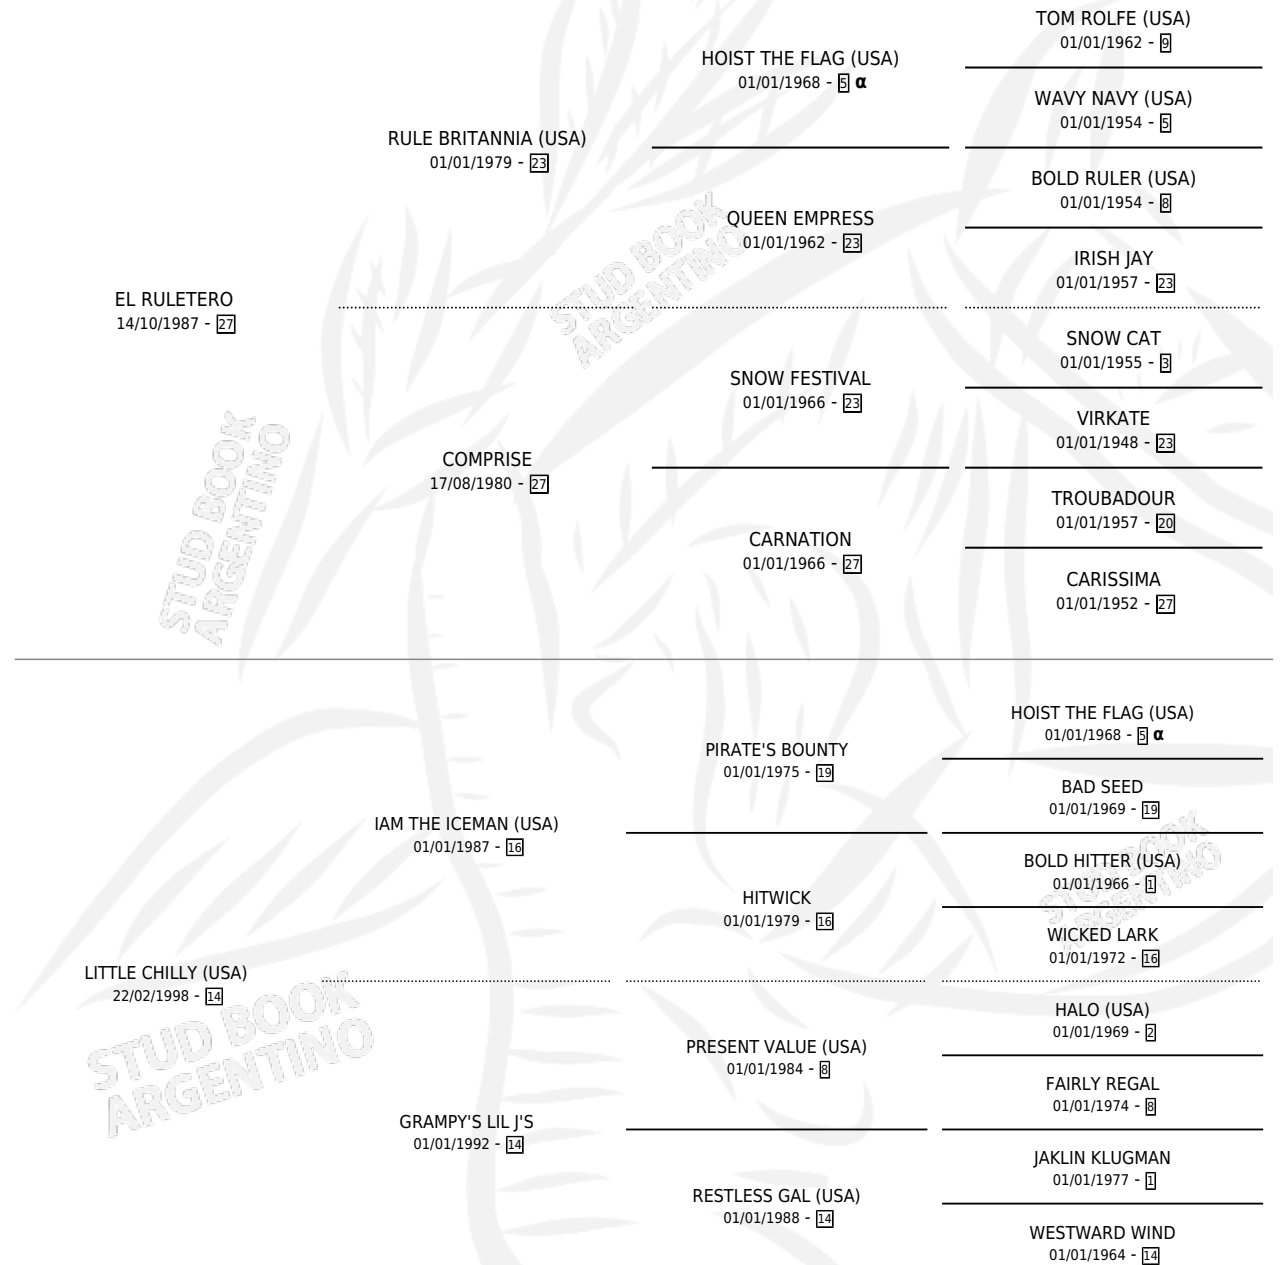 TOM ROLFE (USA)
01/01/1962 - 9
HOIST THE FLAG (USA)
01/01/1968 - 5 α
WAVY NAVY (USA)
01/01/1954 - 5
RULE BRITANNIA (USA)
01/01/1979 - 23
BOLD RULER (USA)
01/01/1954 - 8
QUEEN EMPRESS
01/01/1962 - 23
IRISH JAY
01/01/1957 - 23
EL RULETERO
14/10/1987 - 27
SNOW CAT
01/01/1955 - 3
SNOW FESTIVAL
01/01/1966 - 23
VIRKATE
01/01/1948 - 23
COMPRISE
17/08/1980 - 27
TROUBADOUR
01/01/1957 - 20
CARNATION
01/01/1966 - 27
CARISSIMA
01/01/1952 - 27
HOIST THE FLAG (USA)
01/01/1968 - 5 α
PIRATE'S BOUNTY
01/01/1975 - 19
BAD SEED
01/01/1969 - 19
IAM THE ICEMAN (USA)
01/01/1987 - 16
BOLD HITTER (USA)
01/01/1966 - 1
HITWICK
01/01/1979 - 16
WICKED LARK
01/01/1972 - 16
LITTLE CHILLY (USA)
22/02/1998 - 14
HALO (USA)
01/01/1969 - 2
PRESENT VALUE (USA)
01/01/1984 - 8
FAIRLY REGAL
01/01/1974 - 8
GRAMPY'S LIL J'S
01/01/1992 - 14
JAKLIN KLUGMAN
01/01/1977 - 1
RESTLESS GAL (USA)
01/01/1988 - 14
WESTWARD WIND
01/01/1964 - 14
STUD BOOK
ARGENTINO
STUD BOOK
ARGENTINO
STUD BOOK
ARGENTINO
STUD BOOK
ARGENTINO